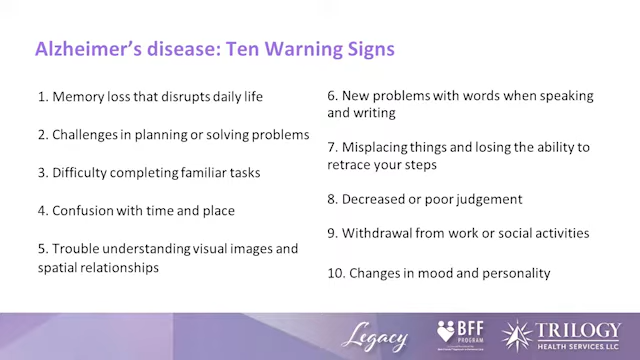 Alzheimer's disease: Ten Warning Signs
1. Memory loss that disrupts daily life
2. Challenges in planning or solving problems
3. Difficulty completing familiar tasks
4. Confusion with time and place
5. Trouble understanding visual images and
spatial relationships
6. New problems with words when speaking
and writing
7. Misplacing things and losing the ability to
retrace your steps
8. Decreased or poor judgement
9. Withdrawal from work or social activities
10. Changes in mood and personality
Legacy
BFF
PROGRAM
TRILOGY
HEALTH SERVICES LLC